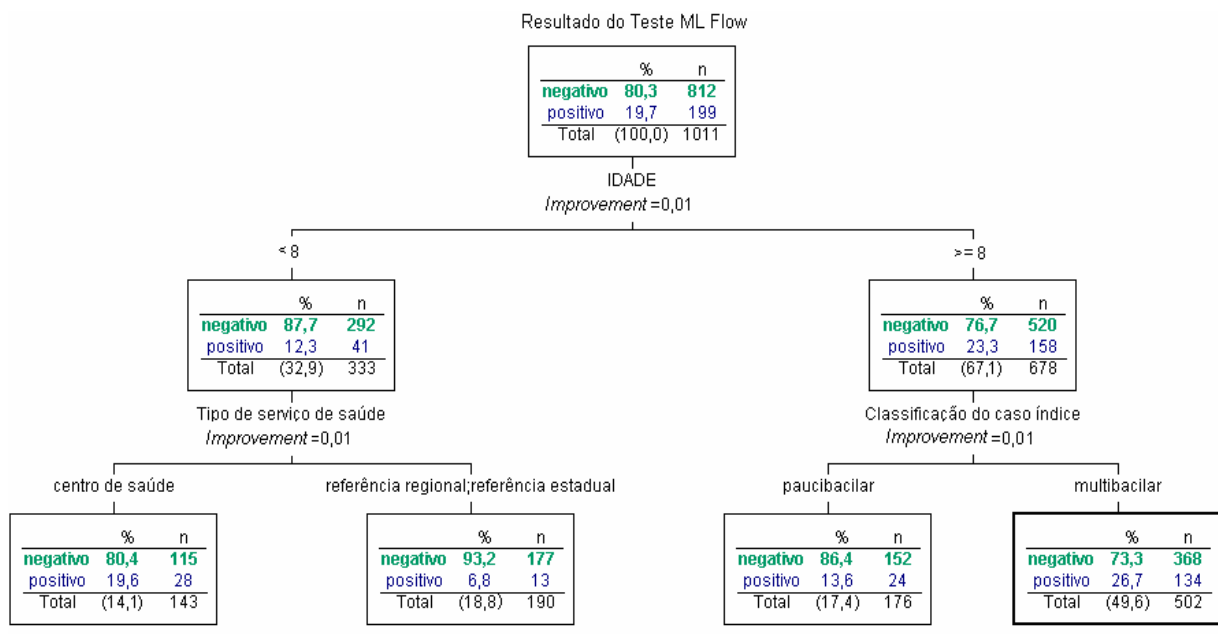 Resultado do Teste ML Flow
% n
negativo 80,3 812
positivo 19,7 199
Total (100,0) 1011
IDADE
Improvement =0,01
< 8
>= 8
% n
negativo 87,7 292
positivo 12,3 41
Total (32,9) 333
% n
negativo 76,7 520
positivo 23,3 158
Total (67,1) 678
Tipo de serviço de saúde
Improvement =0,01
Classificação do caso índice
Improvement =0,01
centro de saúde
referência regional;referência estadual
paucibacilar
multibacilar
% n
negativo 80,4 115
positivo 19,6 28
Total (14,1) 143
% n
negativo 93,2 177
positivo 6,8 13
Total (18,8) 190
% n
negativo 86,4 152
positivo 13,6 24
Total (17,4) 176
% n
negativo 73,3 368
positivo 26,7 134
Total (49,6) 502